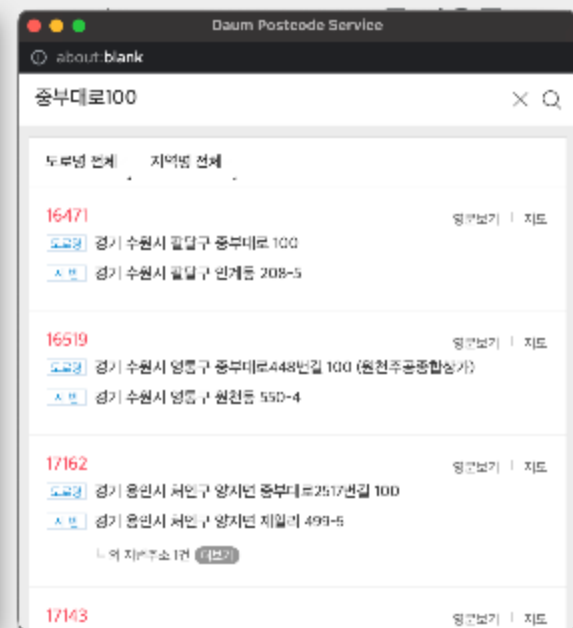 Daum Postcode Service
about:blank
중부대로100
도로명 전체 지역명 전체
16471
영문보기 지도
도로명 경기 수원시 팔달구 중부대로 100
지번 경기 수원시 팔달구 인계동 208-5
16519
영문보기 지도
도로명 경기 수원시 영통구 중부대로448번길 100 (원천주공종합상가)
지번 경기 수원시 영통구 원천동 550-4
17162
영문보기 지도
도로명 경기 용인시 처인구 양지면 중부대로2517번길 100
지번 경기 용인시 처인구 양지면 제일리 499-5
└ 외 지번주소 1건 더보기
17143
영문보기 지도